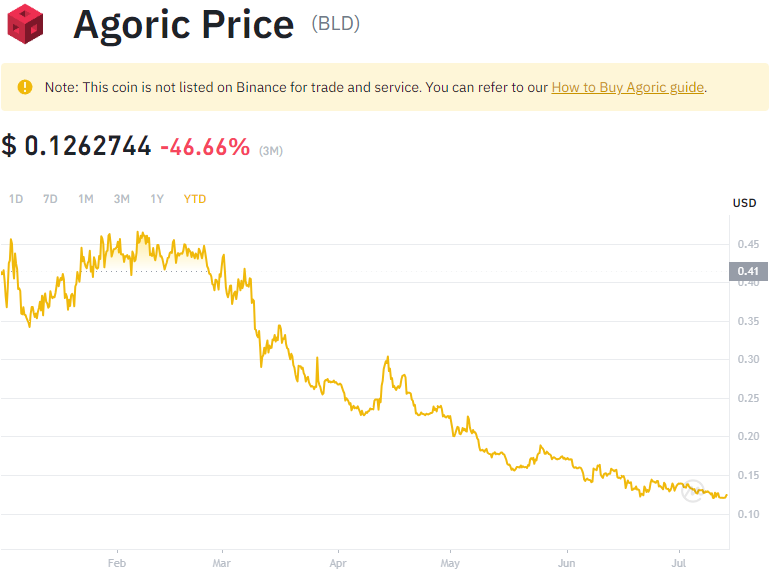 Agoric Price (BLD)
Note: This coin is not listed on Binance for trade and service. You can refer to our How to Buy Agoric guide.
$ 0.1262744 -46.66% (3M)
1D 7D 1M 3M 1Y YTD
USD
0.45
0.41
0.40
0.35
0.30
0.25
0.20
0.15
0.10
Feb Mar Apr May Jun Jul